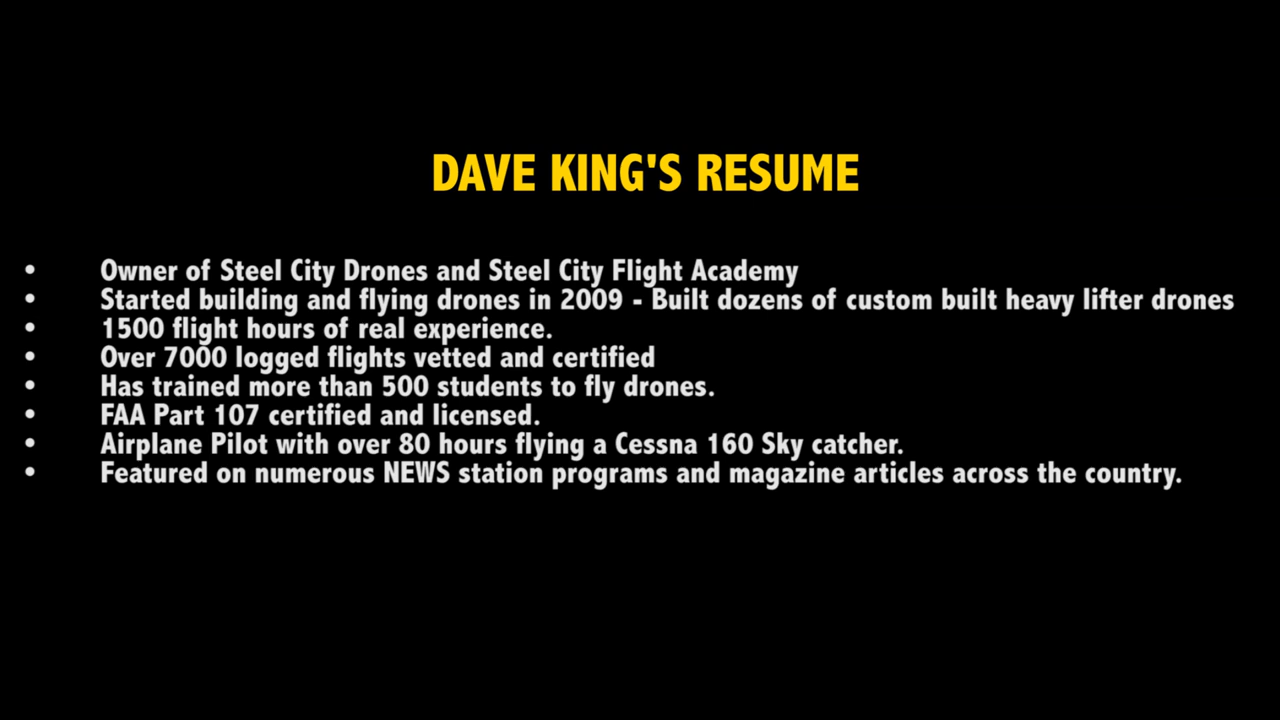 DAVE KING'S RESUME
• Owner of Steel City Drones and Steel City Flight Academy
• Started building and flying drones in 2009 - Built dozens of custom built heavy lifter drones
• 1500 flight hours of real experience.
• Over 7000 logged flights vetted and certified
• Has trained more than 500 students to fly drones.
• FAA Part 107 certified and licensed.
• Airplane Pilot with over 80 hours flying a Cessna 160 Sky catcher.
• Featured on numerous NEWS station programs and magazine articles across the country.